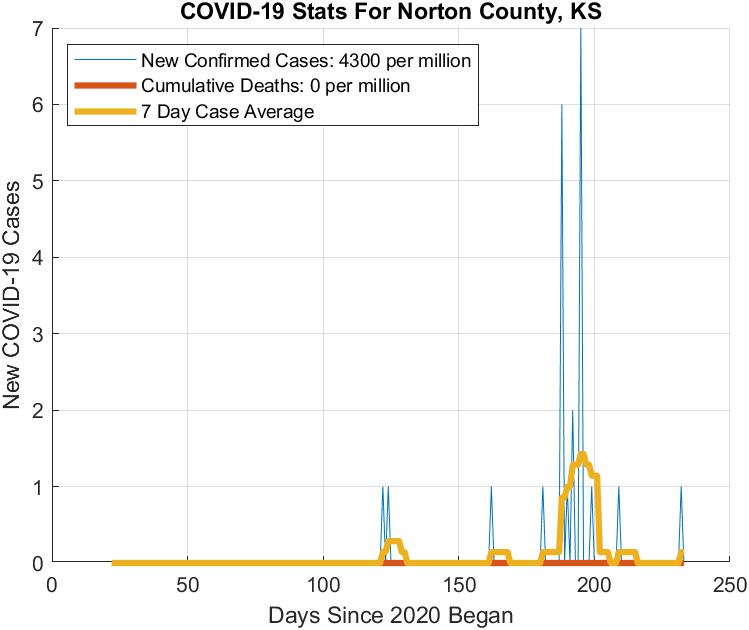 COVID-19 Stats For Norton County, KS
New Confirmed Cases: 4300 per million
Cumulative Deaths: 0 per million
7 Day Case Average
New COVID-19 Cases
7
6
5
4
3
2
1
0
0 50 100 150 200 250
Days Since 2020 Began